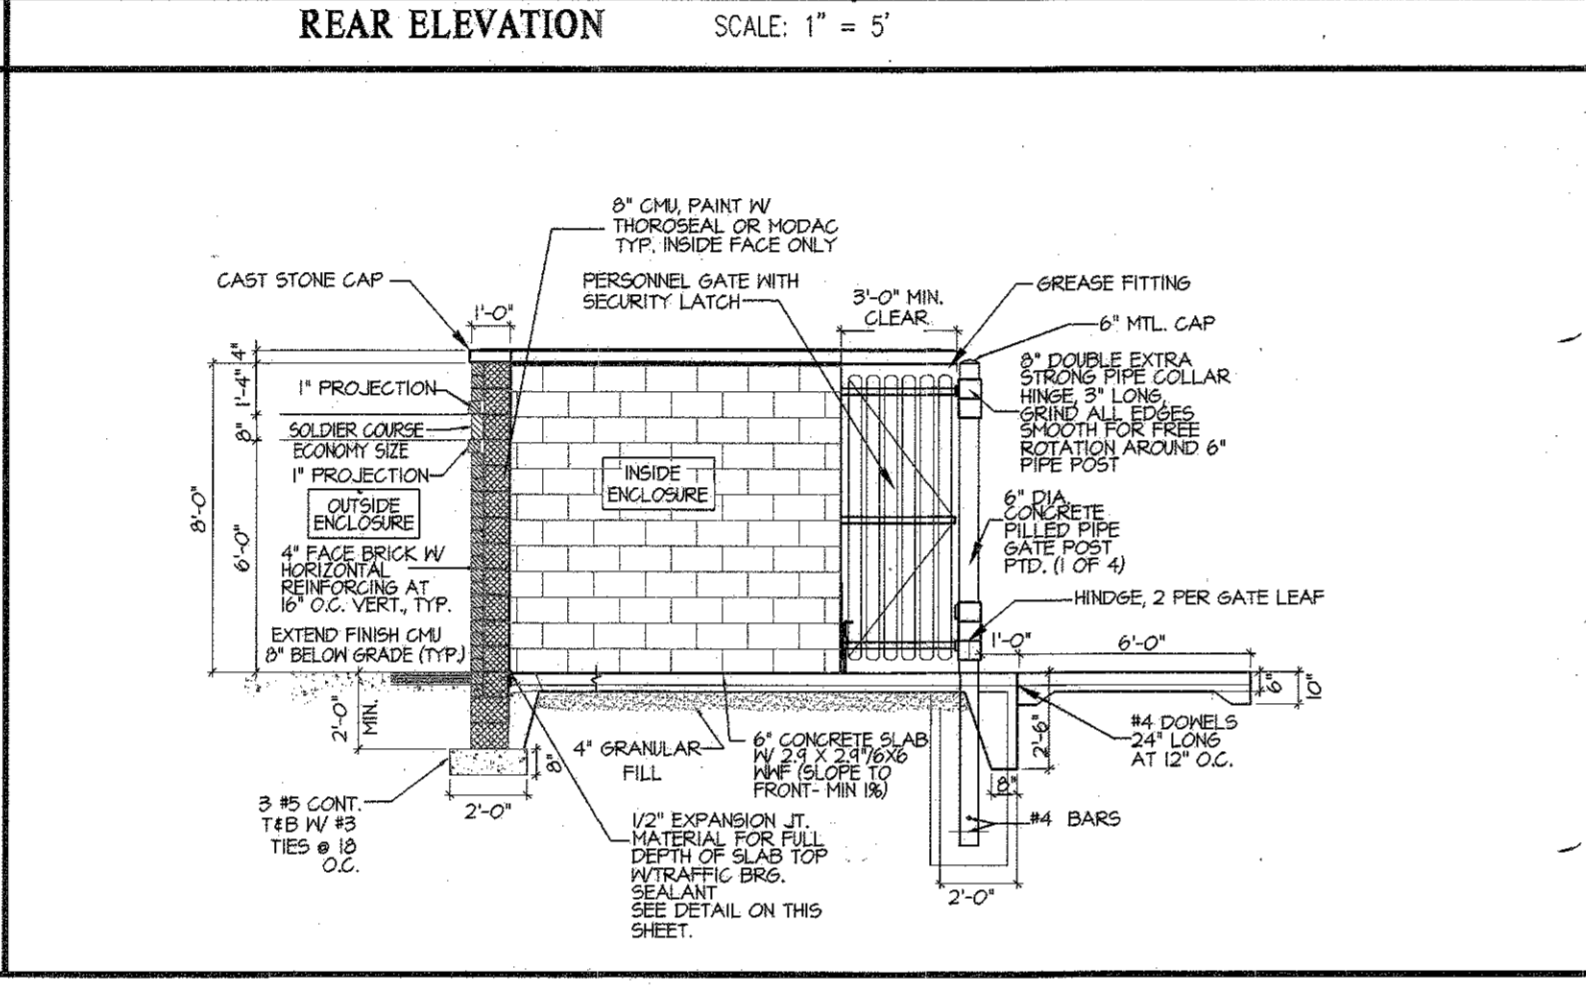 REAR ELEVATION
SCALE: 1" = 5'
8" CMU, PAINT W/
THOROSEAL OR MODAC
TYP. INSIDE FACE ONLY
CAST STONE CAP
PERSONNEL GATE WITH
SECURITY LATCH
3'-0" MIN.
CLEAR
GREASE FITTING
1'-0"
6" MTL. CAP
4"
1'-4"
8"
6'-0"
8'-0"
1" PROJECTION
SOLDIER COURSE
ECONOMY SIZE
1" PROJECTION
OUTSIDE
ENCLOSURE
INSIDE
ENCLOSURE
8" DOUBLE EXTRA
STRONG PIPE COLLAR
HINGE, 3" LONG,
GRIND ALL EDGES
SMOOTH FOR FREE
ROTATION AROUND 6"
PIPE POST
6" DIA.
CONCRETE
PILLED PIPE
GATE POST
PTD. (1 OF 4)
4" FACE BRICK W/
HORIZONTAL
REINFORCING AT
16" O.C. VERT., TYP.
EXTEND FINISH CMU
8" BELOW GRADE (TYP.)
HINDGE, 2 PER GATE LEAF
1'-0"
6'-0"
6"
10"
2'-0"
MIN.
8"
2'-0"
4" GRANULAR
FILL
6" CONCRETE SLAB
W/ 2.9 X 2.9"/6X6
WWF (SLOPE TO
FRONT- MIN 1%)
2'-6"
8"
#4 DOWELS
24" LONG
AT 12" O.C.
3 #5 CONT.
T&B W/ #3
TIES @ 18
O.C.
1/2" EXPANSION JT.
MATERIAL FOR FULL
DEPTH OF SLAB TOP
W/TRAFFIC BRG.
SEALANT
SEE DETAIL ON THIS
SHEET.
#4 BARS
2'-0"